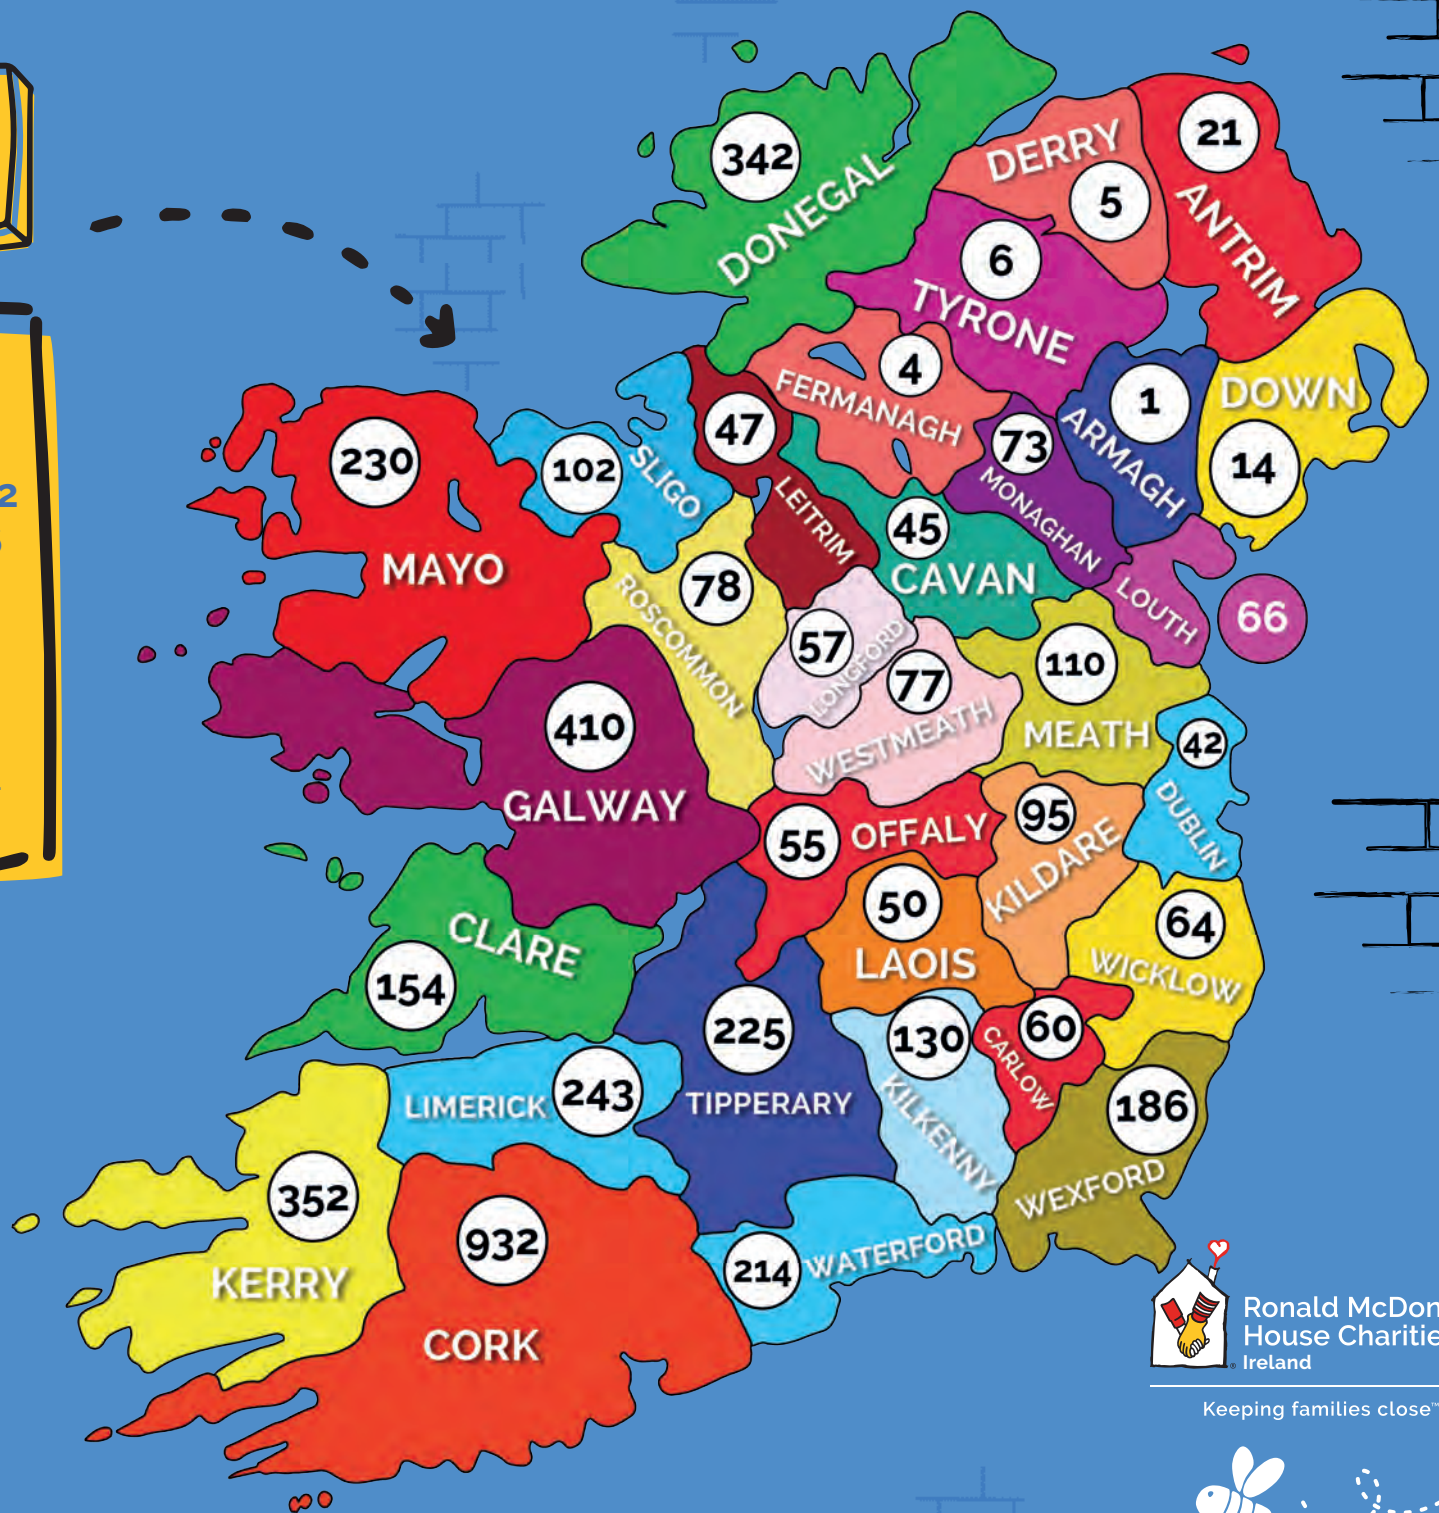 2
342
DONEGAL
DERRY
5
21
ANTRIM
6
TYRONE
4
FERMANAGH
1
ARMAGH
DOWN
14
230
MAYO
102
SLIGO
47
LEITRIM
73
MONAGHAN
45
CAVAN
LOUTH
66
78
ROSCOMMON
57
LONGFORD
77
WESTMEATH
110
MEATH
410
GALWAY
42
DUBLIN
55
OFFALY
95
KILDARE
50
LAOIS
64
WICKLOW
CLARE
154
225
TIPPERARY
130
KILKENNY
60
CARLOW
LIMERICK
243
186
WEXFORD
352
KERRY
932
CORK
214
WATERFORD
Ronald McDon
House Charitie
® Ireland
Keeping families close™